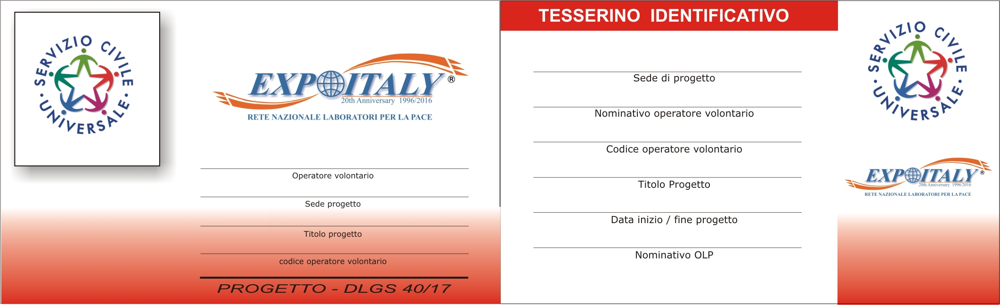 SERVIZIO CIVILE
· UNIVERSALE ·
EXPOITALY ®
20th Anniversary 1996/2016
RETE NAZIONALE LABORATORI PER LA PACE
Operatore volontario
Sede progetto
Titolo progetto
codice operatore volontario
PROGETTO - DLGS 40/17
TESSERINO IDENTIFICATIVO
Sede di progetto
Nominativo operatore volontario
Codice operatore volontario
Titolo Progetto
Data inizio / fine progetto
Nominativo OLP
SERVIZIO CIVILE
· UNIVERSALE ·
EXPOITALY ®
20th Anniversary 1996/2016
RETE NAZIONALE LABORATORI PER LA PACE